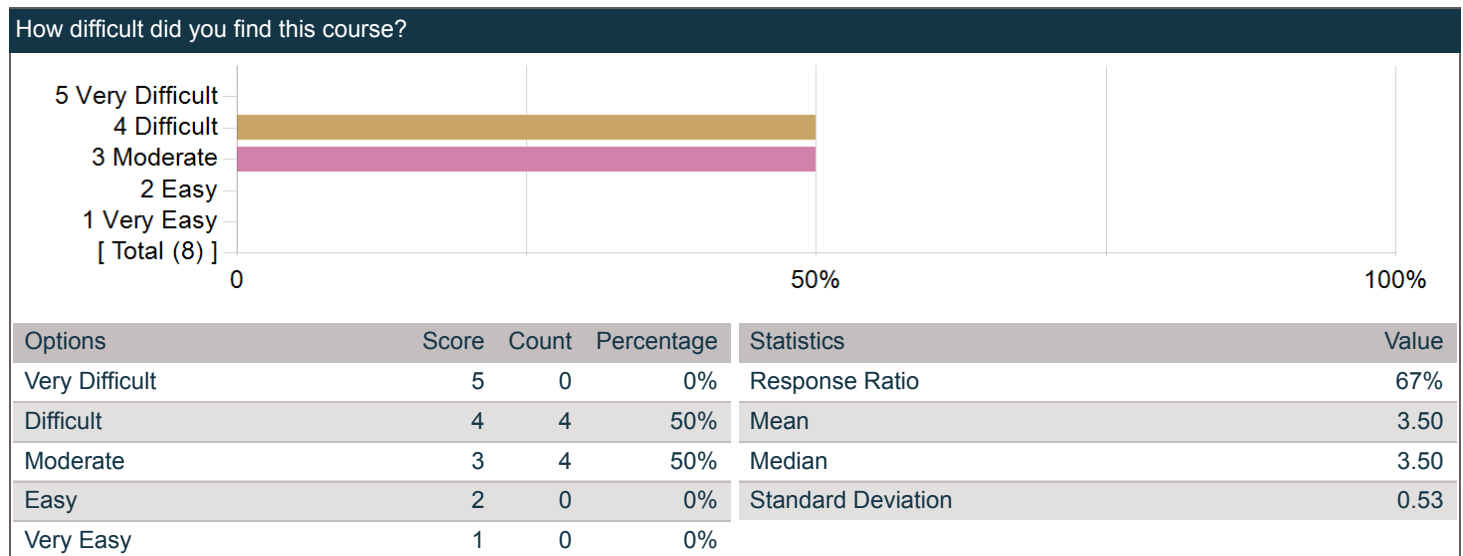 How difficult did you find this course?
5 Very Difficult
4 Difficult
3 Moderate
2 Easy
1 Very Easy
[ Total (8) ]
0 50% 100%
Options Score Count Percentage
Very Difficult 5 0 0%
Difficult 4 4 50%
Moderate 3 4 50%
Easy 2 0 0%
Very Easy 1 0 0%
Statistics Value
Response Ratio 67%
Mean 3.50
Median 3.50
Standard Deviation 0.53